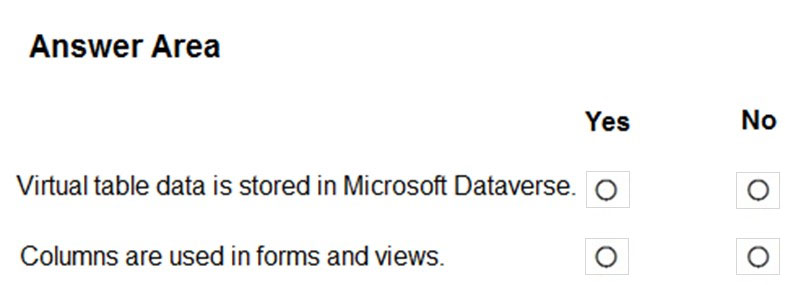 Answer Area
Yes No
Virtual table data is stored in Microsoft Dataverse.
Columns are used in forms and views.